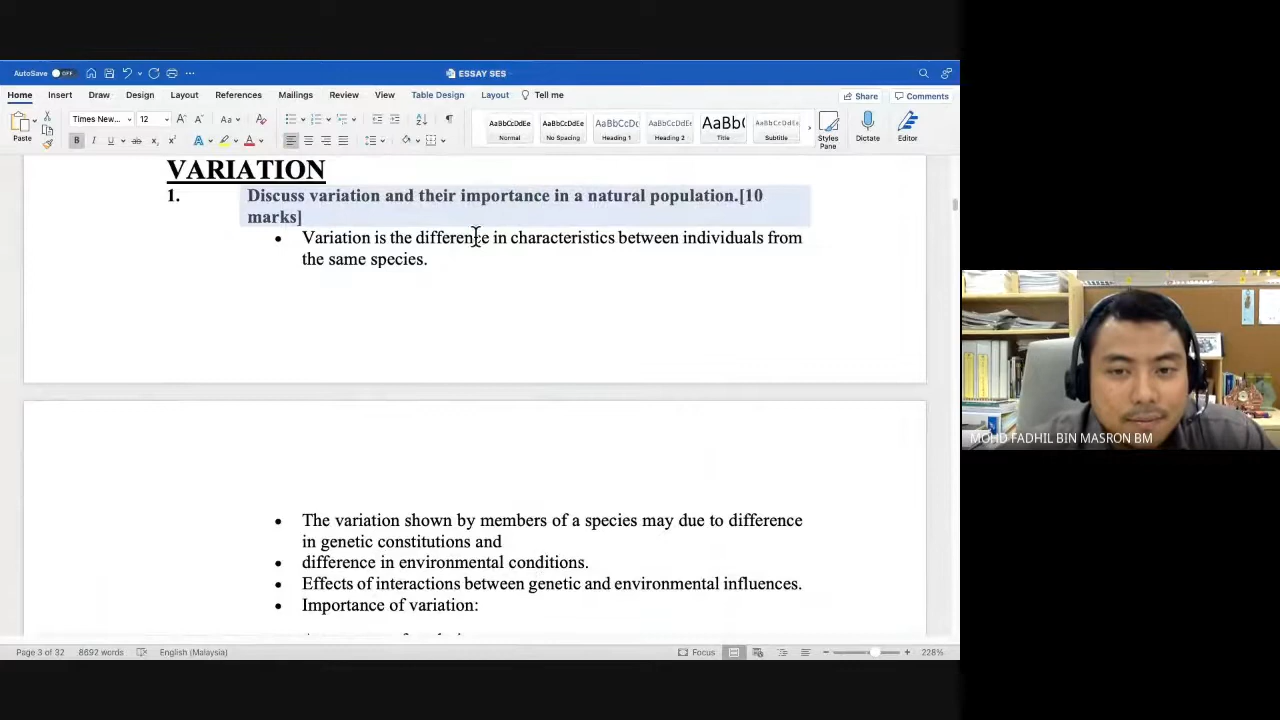 AutoSave OFF ESSAY SES
Home Insert Draw Design Layout References Mailings Review View Table Design Layout Tell me Share Comments
Paste Times New... 12 Aa AaBbCcDdEe AaBbCcDdEe AaBbCcDc AaBbCcDdEe AaBb( AaBbCcDdEe Styles Pane Dictate Editor
Normal No Spacing Heading 1 Heading 2 Title Subtitle
VARIATION
1. Discuss variation and their importance in a natural population.[10
marks]
• Variation is the difference in characteristics between individuals from
the same species.
• The variation shown by members of a species may due to difference
in genetic constitutions and
• difference in environmental conditions.
• Effects of interactions between genetic and environmental influences.
• Importance of variation:
MOHD FADHIL BIN MASRON BM
Page 3 of 32 8692 words English (Malaysia) Focus 228%